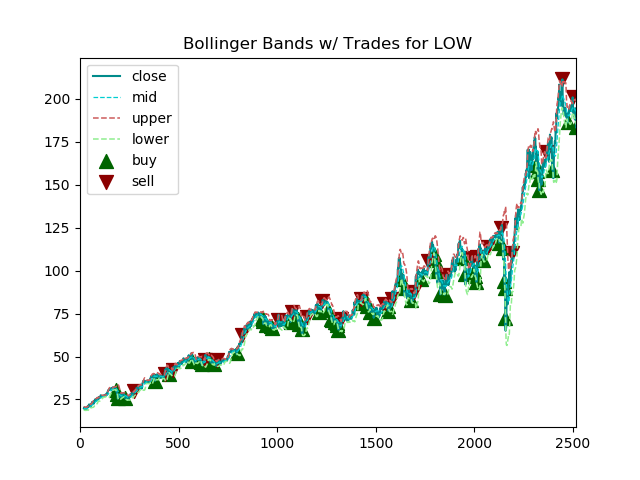 Bollinger Bands w/ Trades for LOW
close
mid
upper
lower
buy
sell
200
175
150
125
100
75
50
25
0 500 1000 1500 2000 2500